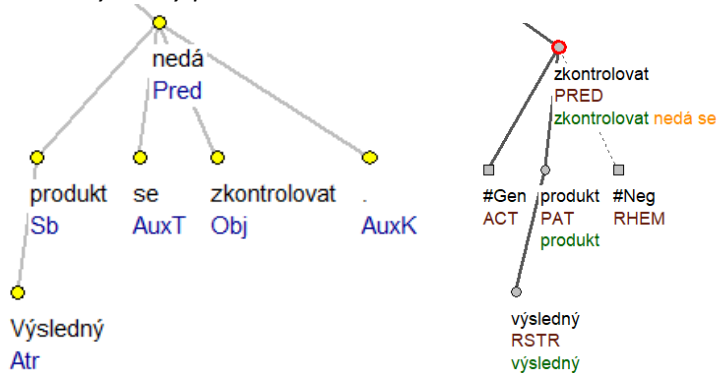 nedá
Pred
produkt se zkontrolovat .
Sb AuxT Obj AuxK
Výsledný
Atr
zkontrolovat
PRED
zkontrolovat nedá se
#Gen produkt #Neg
ACT PAT RHEM
produkt
výsledný
RSTR
výsledný